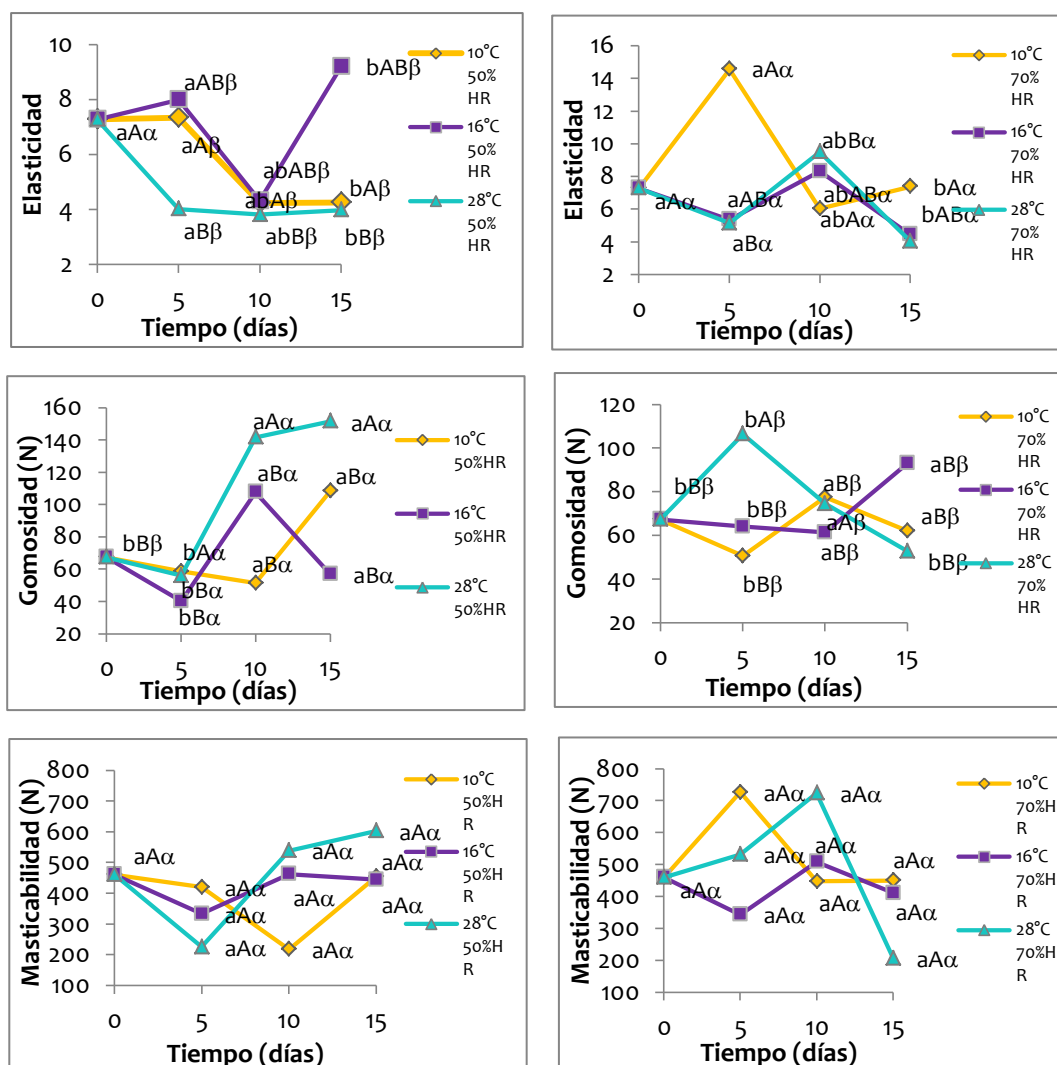 10
8
6
4
2
Elasticidad
0
5
10
15
Tiempo (días)
aAα
aABβ
aAβ
aBβ
abABβ
abAβ
abBβ
bABβ
bAβ
bBβ
10°C
50%
HR
16°C
50%
HR
28°C
50%
HR
16
14
12
10
8
6
4
2
Elasticidad
0
5
10
15
Tiempo (días)
aAα
aAα
aABα
aBα
abBα
abABα
abAα
bAα
bABα
10°C
70%
HR
16°C
70%
HR
28°C
70%
HR
160
140
120
100
80
60
40
20
Gomosidad (N)
0
5
10
15
Tiempo (días)
bBβ
bAα
bBα
bBα
aAα
aBα
aBα
aAα
aBα
aBα
10°C
50%HR
16°C
50%HR
28°C
50%HR
120
100
80
60
40
20
Gomosidad (N)
0
5
10
15
Tiempo (días)
bBβ
bAβ
bBβ
bBβ
aBβ
aAβ
aBβ
aBβ
aBβ
bBβ
10°C
70%
HR
16°C
70%
HR
28°C
70%
HR
800
700
600
500
400
300
200
100
Masticabilidad (N)
0
5
10
15
Tiempo (días)
aAα
aAα
aAα
aAα
aAα
aAα
aAα
aAα
aAα
aAα
10°C
50%H
R
16°C
50%H
R
28°C
50%H
R
800
700
600
500
400
300
200
100
Masticabilidad (N)
0
5
10
15
Tiempo (días)
aAα
aAα
aAα
aAα
aAα
aAα
aAα
aAα
aAα
aAα
10°C
70%H
R
16°C
70%H
R
28°C
70%H
R